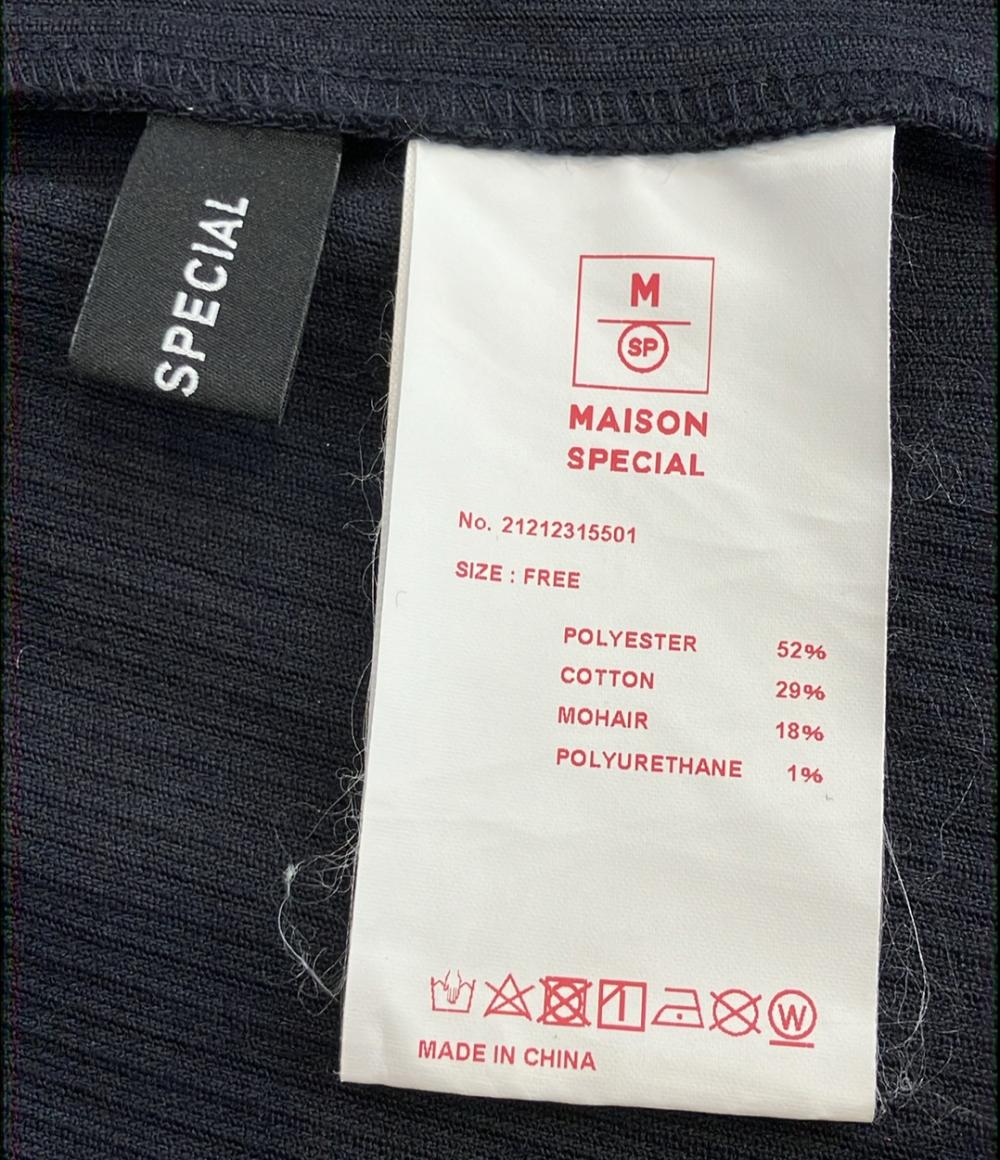 SPECIAL
M
SP
MAISON
SPECIAL
No. 21212315501
SIZE : FREE
POLYESTER 52%
COTTON 29%
MOHAIR 18%
POLYURETHANE 1%
W
MADE IN CHINA